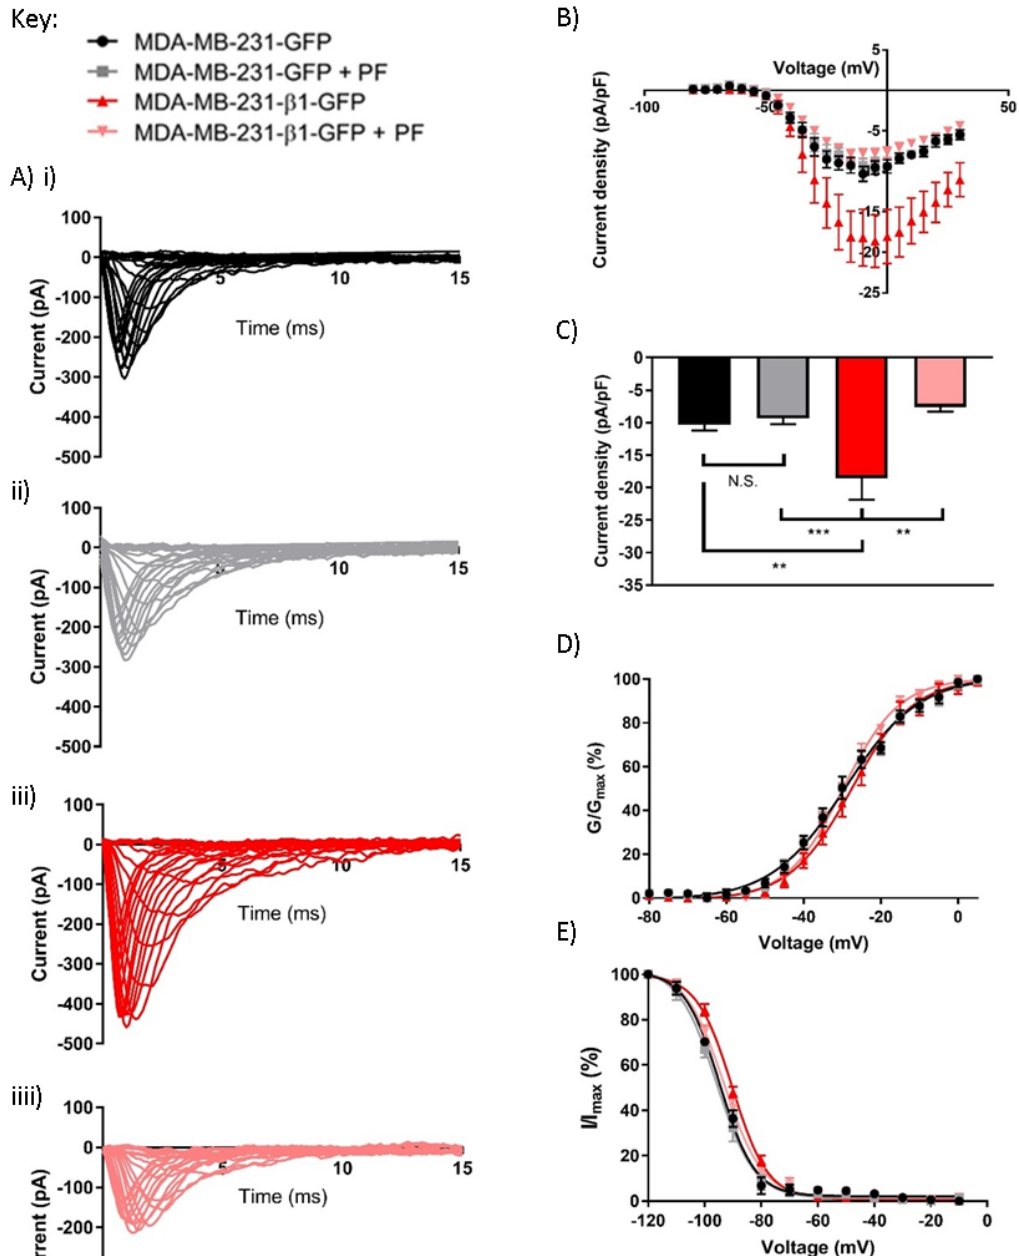 Key:
MDA-MB-231-GFP
MDA-MB-231-GFP + PF
MDA-MB-231-β1-GFP
MDA-MB-231-β1-GFP + PF
A) i)
100
0
-100
-200
-300
-400
-500
5
10
15
Current (pA)
Time (ms)
ii)
100
0
-100
-200
-300
-400
-500
10
15
Current (pA)
Time (ms)
iii)
100
0
-100
-200
-300
-400
-500
5
10
15
Current (pA)
Time (ms)
iiii)
100
0
-100
-200
5
10
15
rrent (pA)
Time (ms)
B)
5
Voltage (mV)
-100
-50
50
-5
-10
-15
-20
-25
Current density (pA/pF)
C)
0
-5
-10
-15
-20
-25
-30
-35
Current density (pA/pF)
N.S.
***
**
**
D)
100
80
60
40
20
0
-80
-60
-40
-20
0
G/Gmax (%)
Voltage (mV)
E)
100
80
60
40
20
0
-120
-100
-80
-60
-40
-20
0
I/Imax (%)
Voltage (mV)